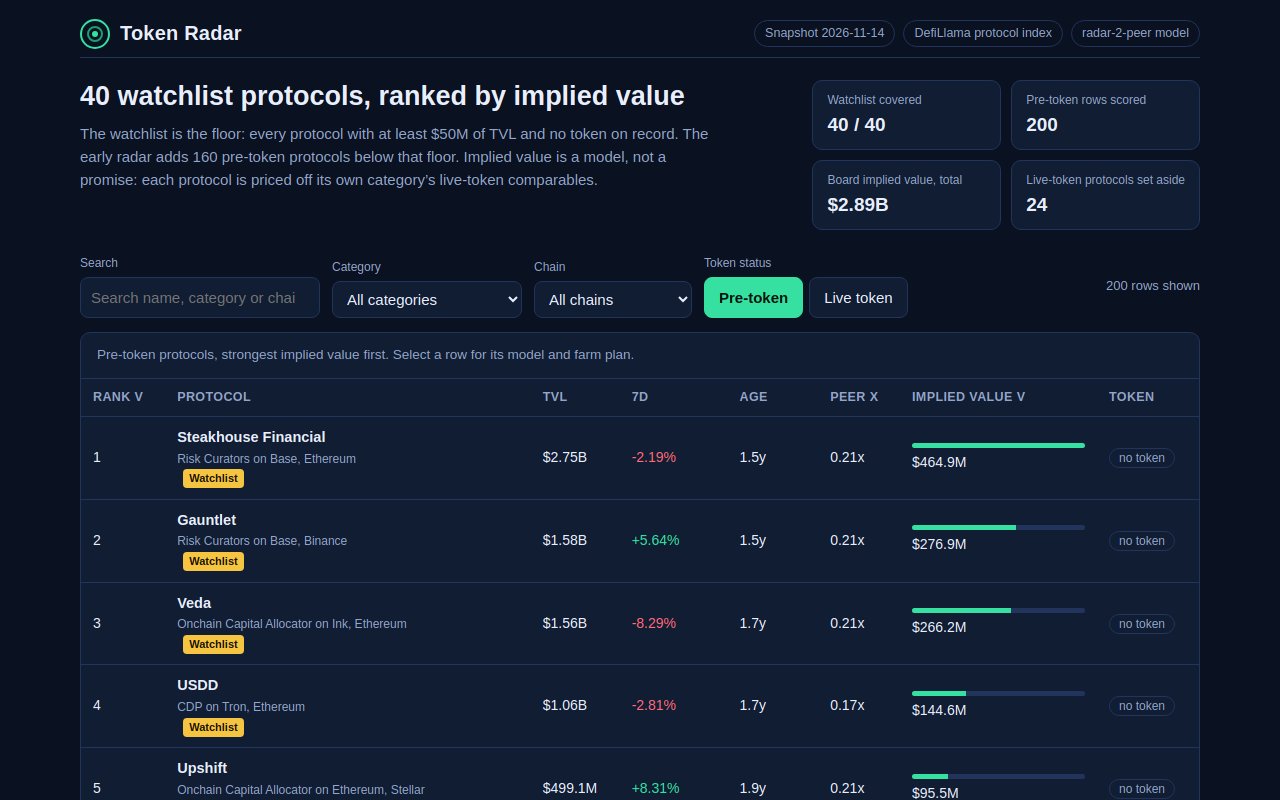 Token Radar
Snapshot 2026-11-14
DefiLlama protocol index
radar-2-peer model
40 watchlist protocols, ranked by implied value
The watchlist is the floor: every protocol with at least $50M of TVL and no token on record. The
early radar adds 160 pre-token protocols below that floor. Implied value is a model, not a
promise: each protocol is priced off its own category's live-token comparables.
Watchlist covered
40 / 40
Pre-token rows scored
200
Board implied value, total
$2.89B
Live-token protocols set aside
24
Search
Search name, category or chai
Category
All categories
Chain
All chains
Token status
Pre-token
Live token
200 rows shown
Pre-token protocols, strongest implied value first. Select a row for its model and farm plan.
RANK V PROTOCOL TVL 7D AGE PEER X IMPLIED VALUE V TOKEN
1
Steakhouse Financial
Risk Curators on Base, Ethereum
Watchlist
$2.75B
-2.19%
1.5y
0.21x
$464.9M
no token
2
Gauntlet
Risk Curators on Base, Binance
Watchlist
$1.58B
+5.64%
1.5y
0.21x
$276.9M
no token
3
Veda
Onchain Capital Allocator on Ink, Ethereum
Watchlist
$1.56B
-8.29%
1.7y
0.21x
$266.2M
no token
4
USDD
CDP on Tron, Ethereum
Watchlist
$1.06B
-2.81%
1.7y
0.17x
$144.6M
no token
5
Upshift
Onchain Capital Allocator on Ethereum, Stellar
$499.1M
+8.31%
1.9y
0.21x
$95.5M
no token